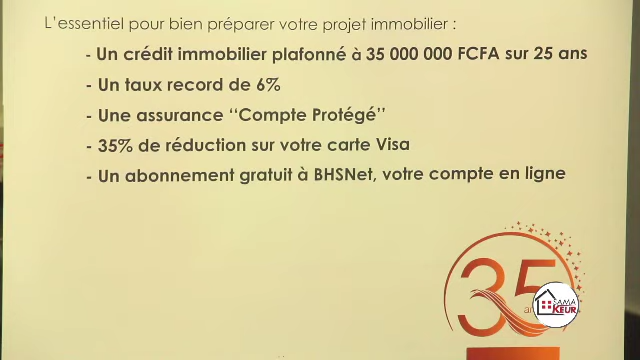 L'essentiel pour bien préparer votre projet immobilier :
- Un crédit immobilier plafonné à 35 000 000 FCFA sur 25 ans
- Un taux record de 6%
- Une assurance ‘‘Compte Protégé’’
- 35% de réduction sur votre carte Visa
- Un abonnement gratuit à BHSNet, votre compte en ligne
35
SAMA
KEUR